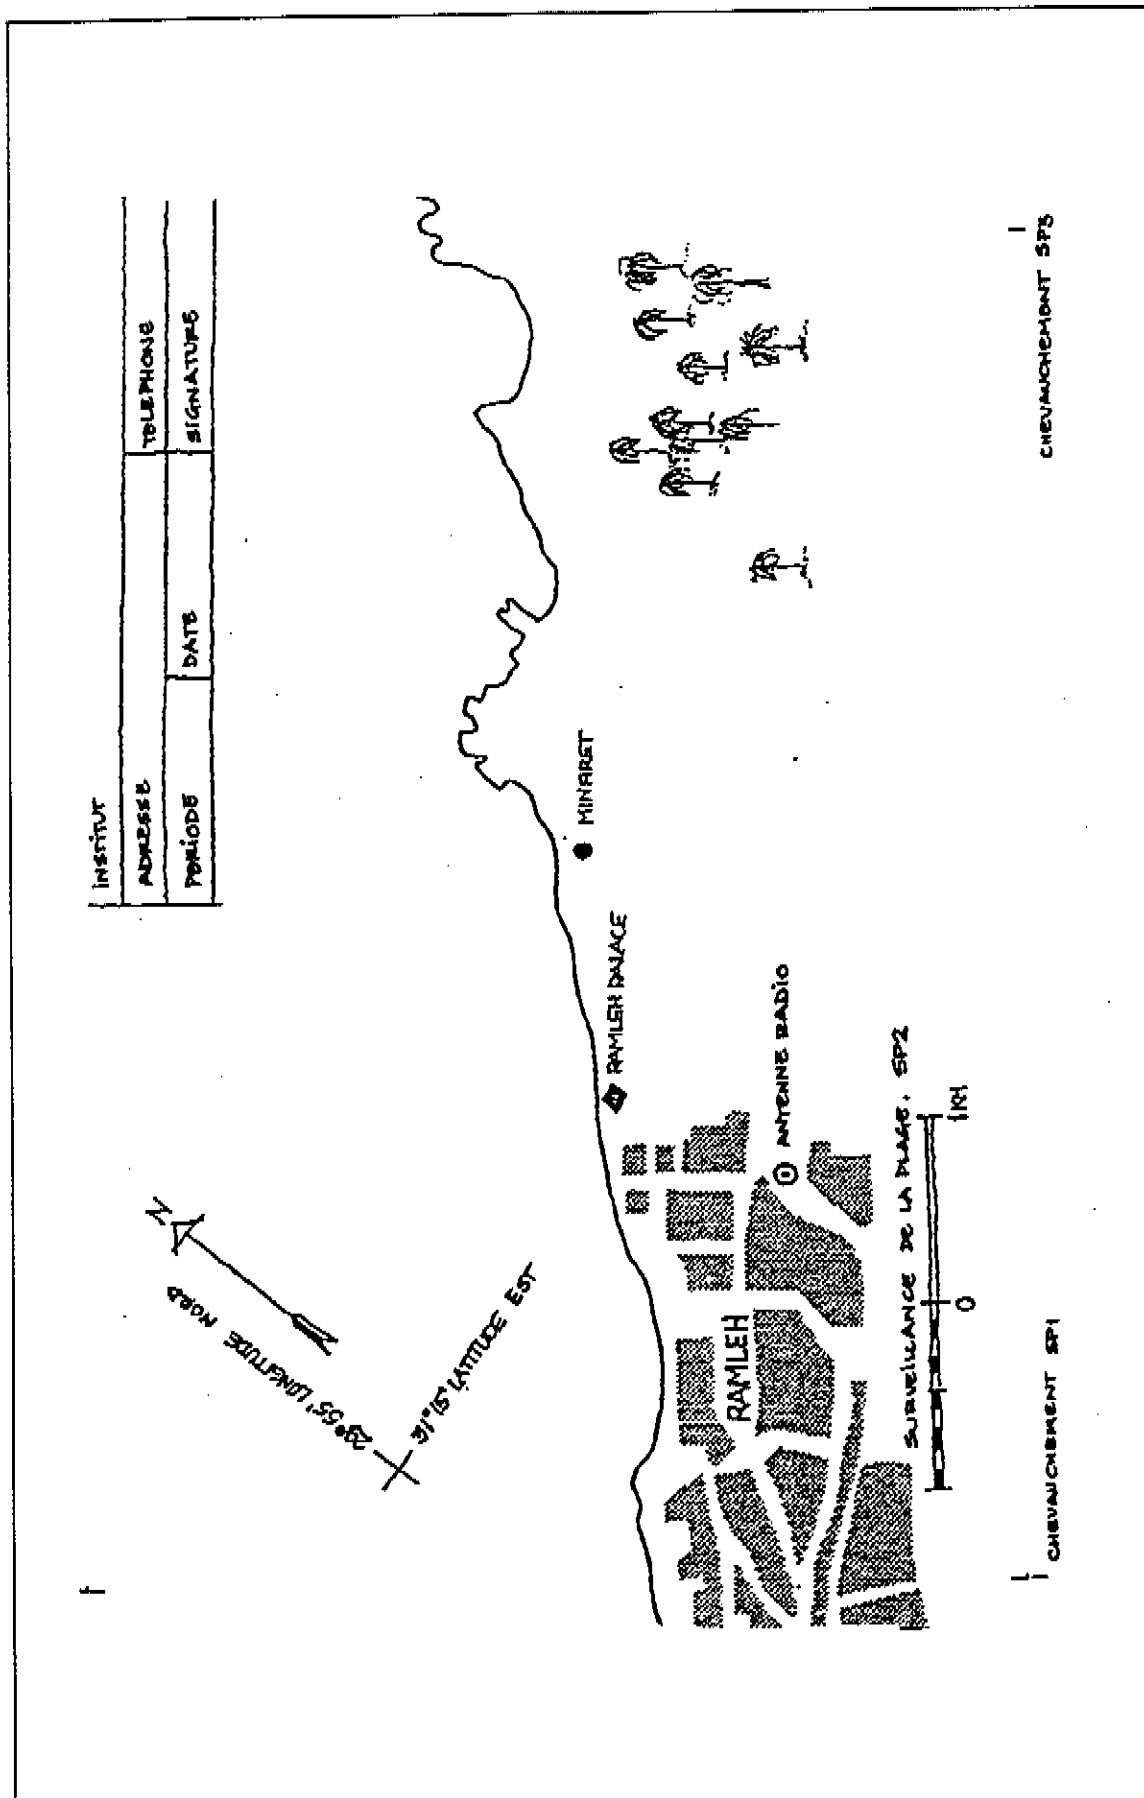 INSTITUT
ADRESSE TELEPHONE
PERIODE DATE SIGNATURE
N
29° 55' LONGITUDE NORD
31° 15' LATITUDE EST
MINARET
RAMLEH PALACE
ANTENNE RADIO
RAMLEH
SURVEILLANCE DE LA PLAGE. SP2
0 1KM
CHEVAUCHEMENT SP1
CHEVAUCHEMENT SP3